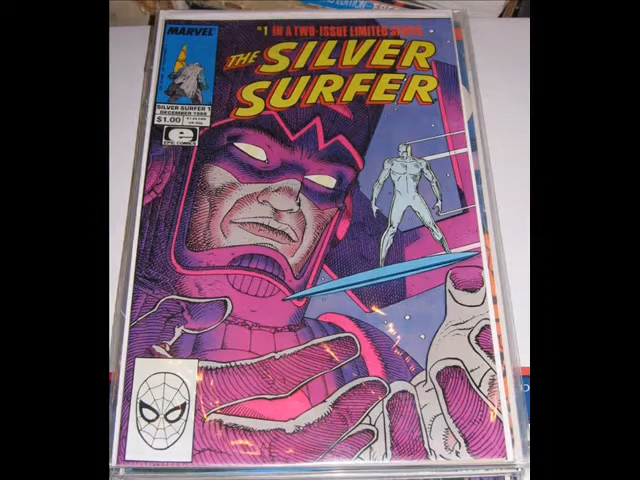 MARVEL
#1 IN A TWO-ISSUE LIMITED SERIES
THE SILVER
SURFER
SILVER SURFER 1
DECEMBER 1988
$1.00
e
EPIC COMICS